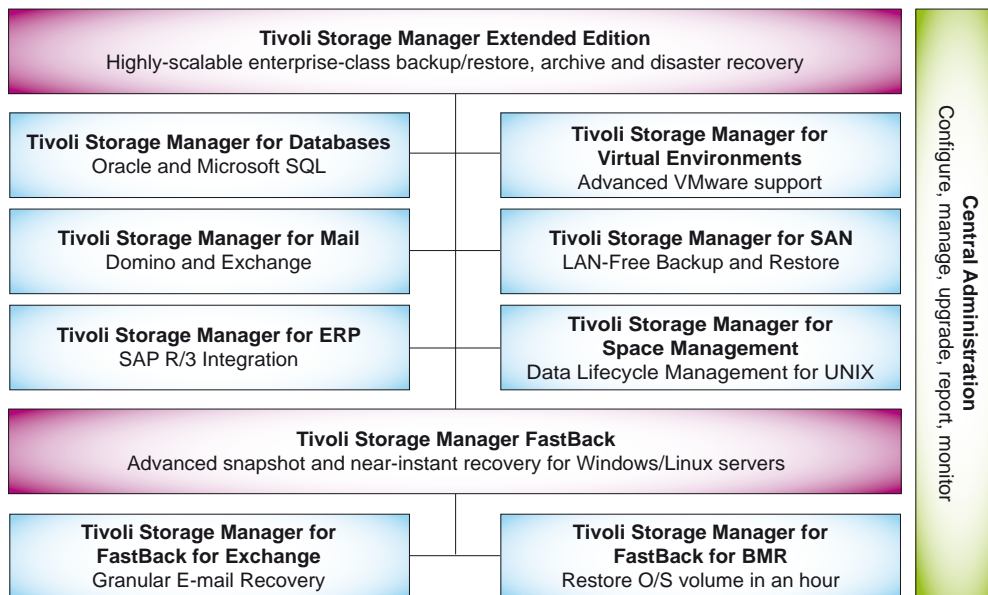 Tivoli Storage Manager Extended Edition
Highly-scalable enterprise-class backup/restore, archive and disaster recovery
Tivoli Storage Manager for Databases
Oracle and Microsoft SQL
Tivoli Storage Manager for
Virtual Environments
Advanced VMware support
Tivoli Storage Manager for Mail
Domino and Exchange
Tivoli Storage Manager for SAN
LAN-Free Backup and Restore
Tivoli Storage Manager for ERP
SAP R/3 Integration
Tivoli Storage Manager for
Space Management
Data Lifecycle Management for UNIX
Tivoli Storage Manager FastBack
Advanced snapshot and near-instant recovery for Windows/Linux servers
Tivoli Storage Manager for
FastBack for Exchange
Granular E-mail Recovery
Tivoli Storage Manager for
FastBack for BMR
Restore O/S volume in an hour
Central Administration
Configure, manage, upgrade, report, monitor